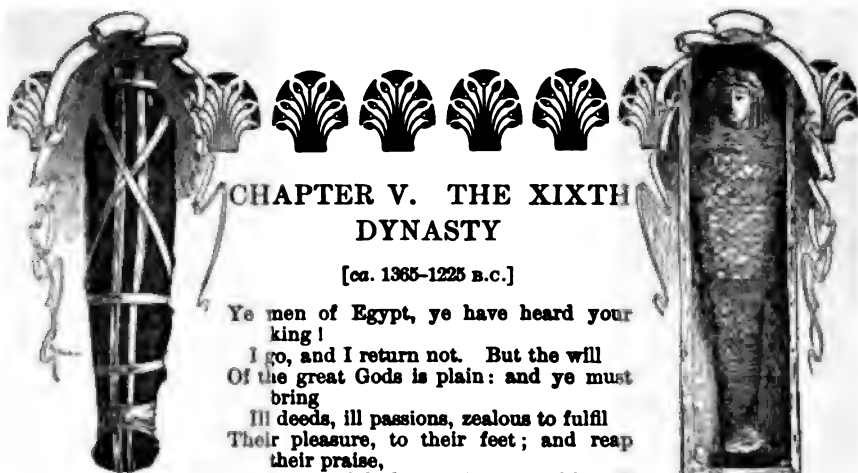 CHAPTER V. THE XIXTH
DYNASTY
[ca. 1365–1225 B.C.]
Ye men of Egypt, ye have heard your
king!
I go, and I return not. But the will
Of the great Gods is plain: and ye must
bring
Ill deeds, ill passions, zealous to fulfil
Their pleasure, to their feet; and reap
their praise,